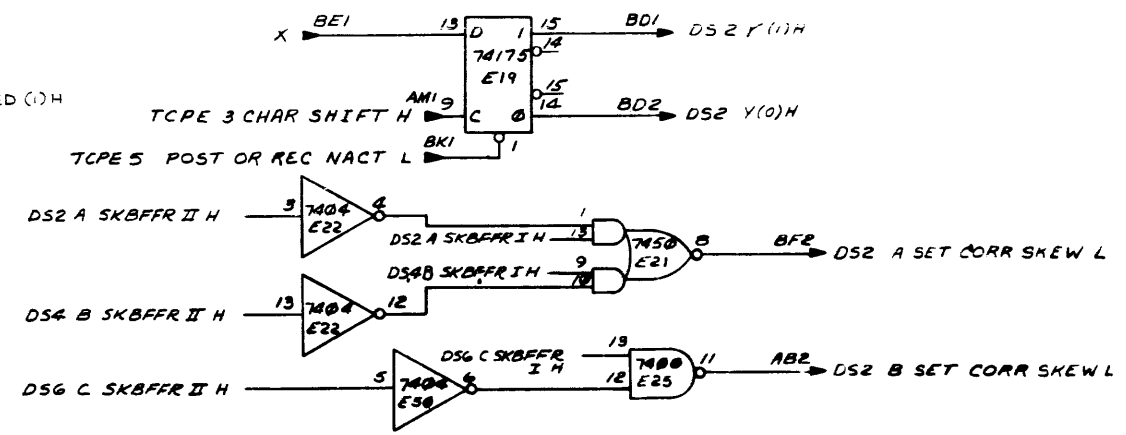 X BE1 13 D 1 15 BD1 DS2 Y(1)H
14
74175
E19
15
ED (1) H
TCPE 3 CHAR SHIFT H AM1 9 C Ø 14 BD2 DS2 Y(0)H
TCPE 5 POST OR REC NACT L BK1 1
DS2 A SKBFFR II H 3 7404 E22 4
1
DS2 A SKBFFR I H 13
7450 E21 8 BF2 DS2 A SET CORR SKEW L
DS4B SKBFFR I H 9
10
DS4 B SKBFFR II H 13 7404 E22 12
DS6 C SKBFFR I H 13
DS6 C SKBFFR II H 5 7404 E30 6 12
7400 E25 11 AB2 DS2 B SET CORR SKEW L